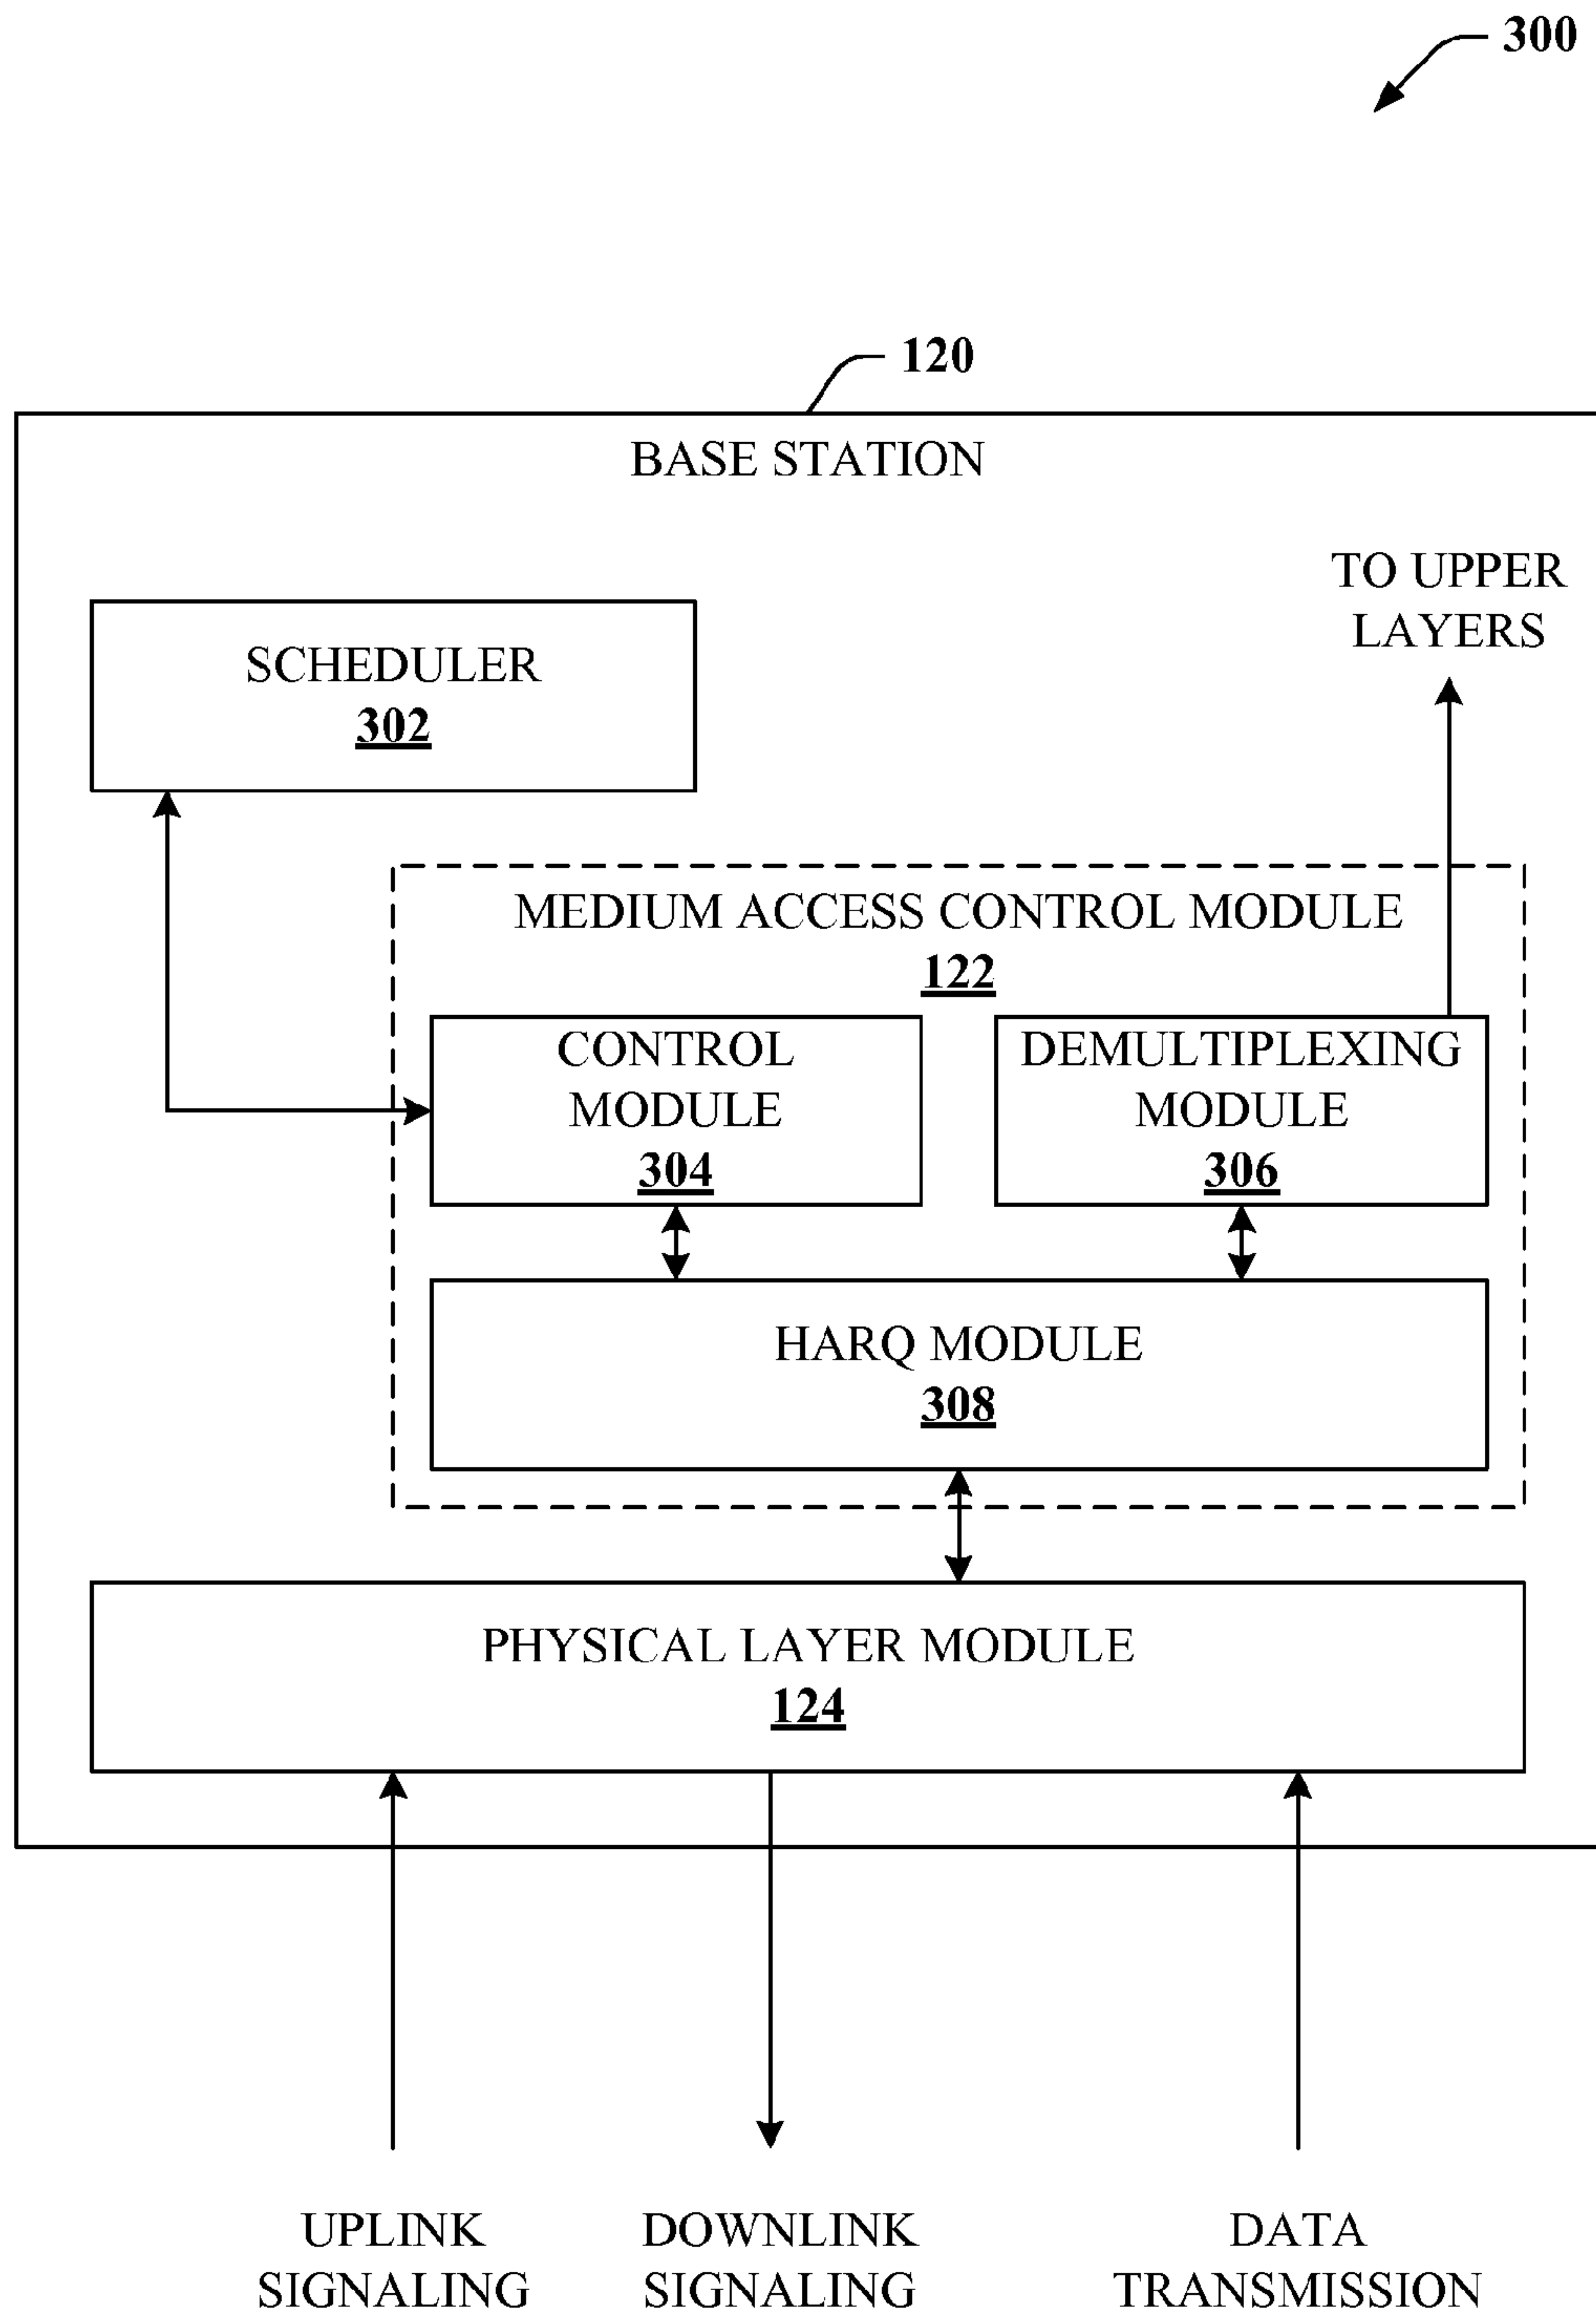 300
120
BASE STATION
TO UPPER
LAYERS
SCHEDULER
302
MEDIUM ACCESS CONTROL MODULE
122
CONTROL
MODULE
304
DEMULTIPLEXING
MODULE
306
HARQ MODULE
308
PHYSICAL LAYER MODULE
124
UPLINK
SIGNALING
DOWNLINK
SIGNALING
DATA
TRANSMISSION